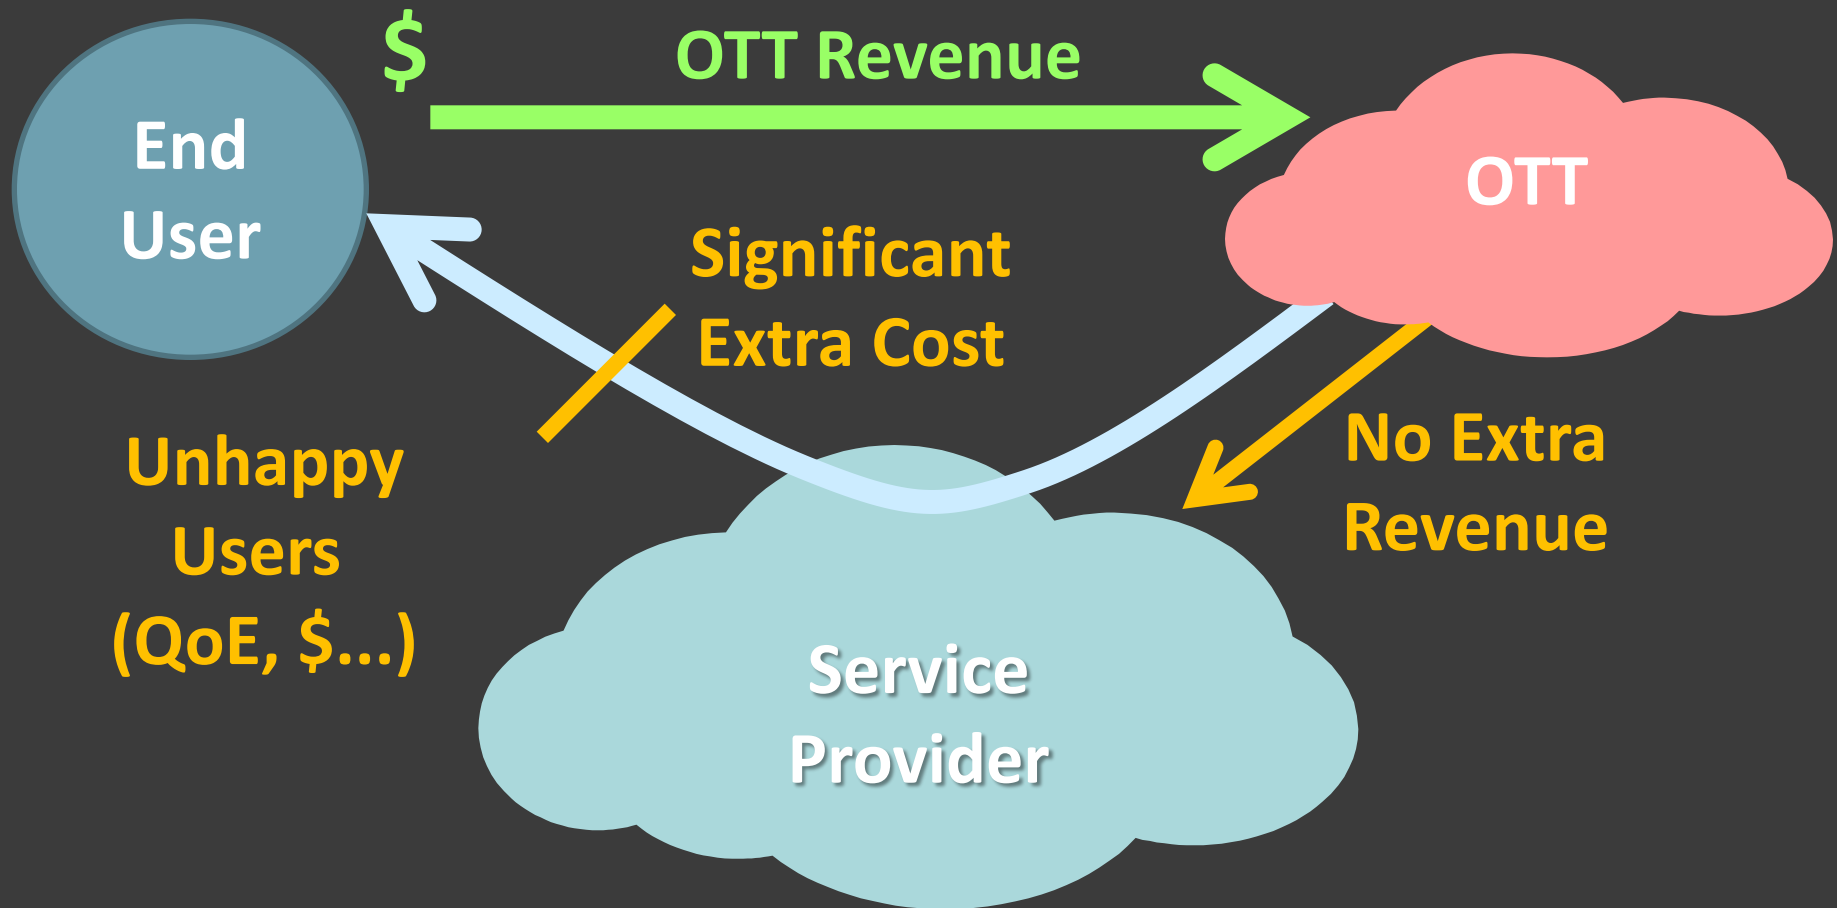 $
OTT Revenue
End
User
OTT
Significant
Extra Cost
No Extra
Revenue
Unhappy
Users
(QoE, $...)
Service
Provider